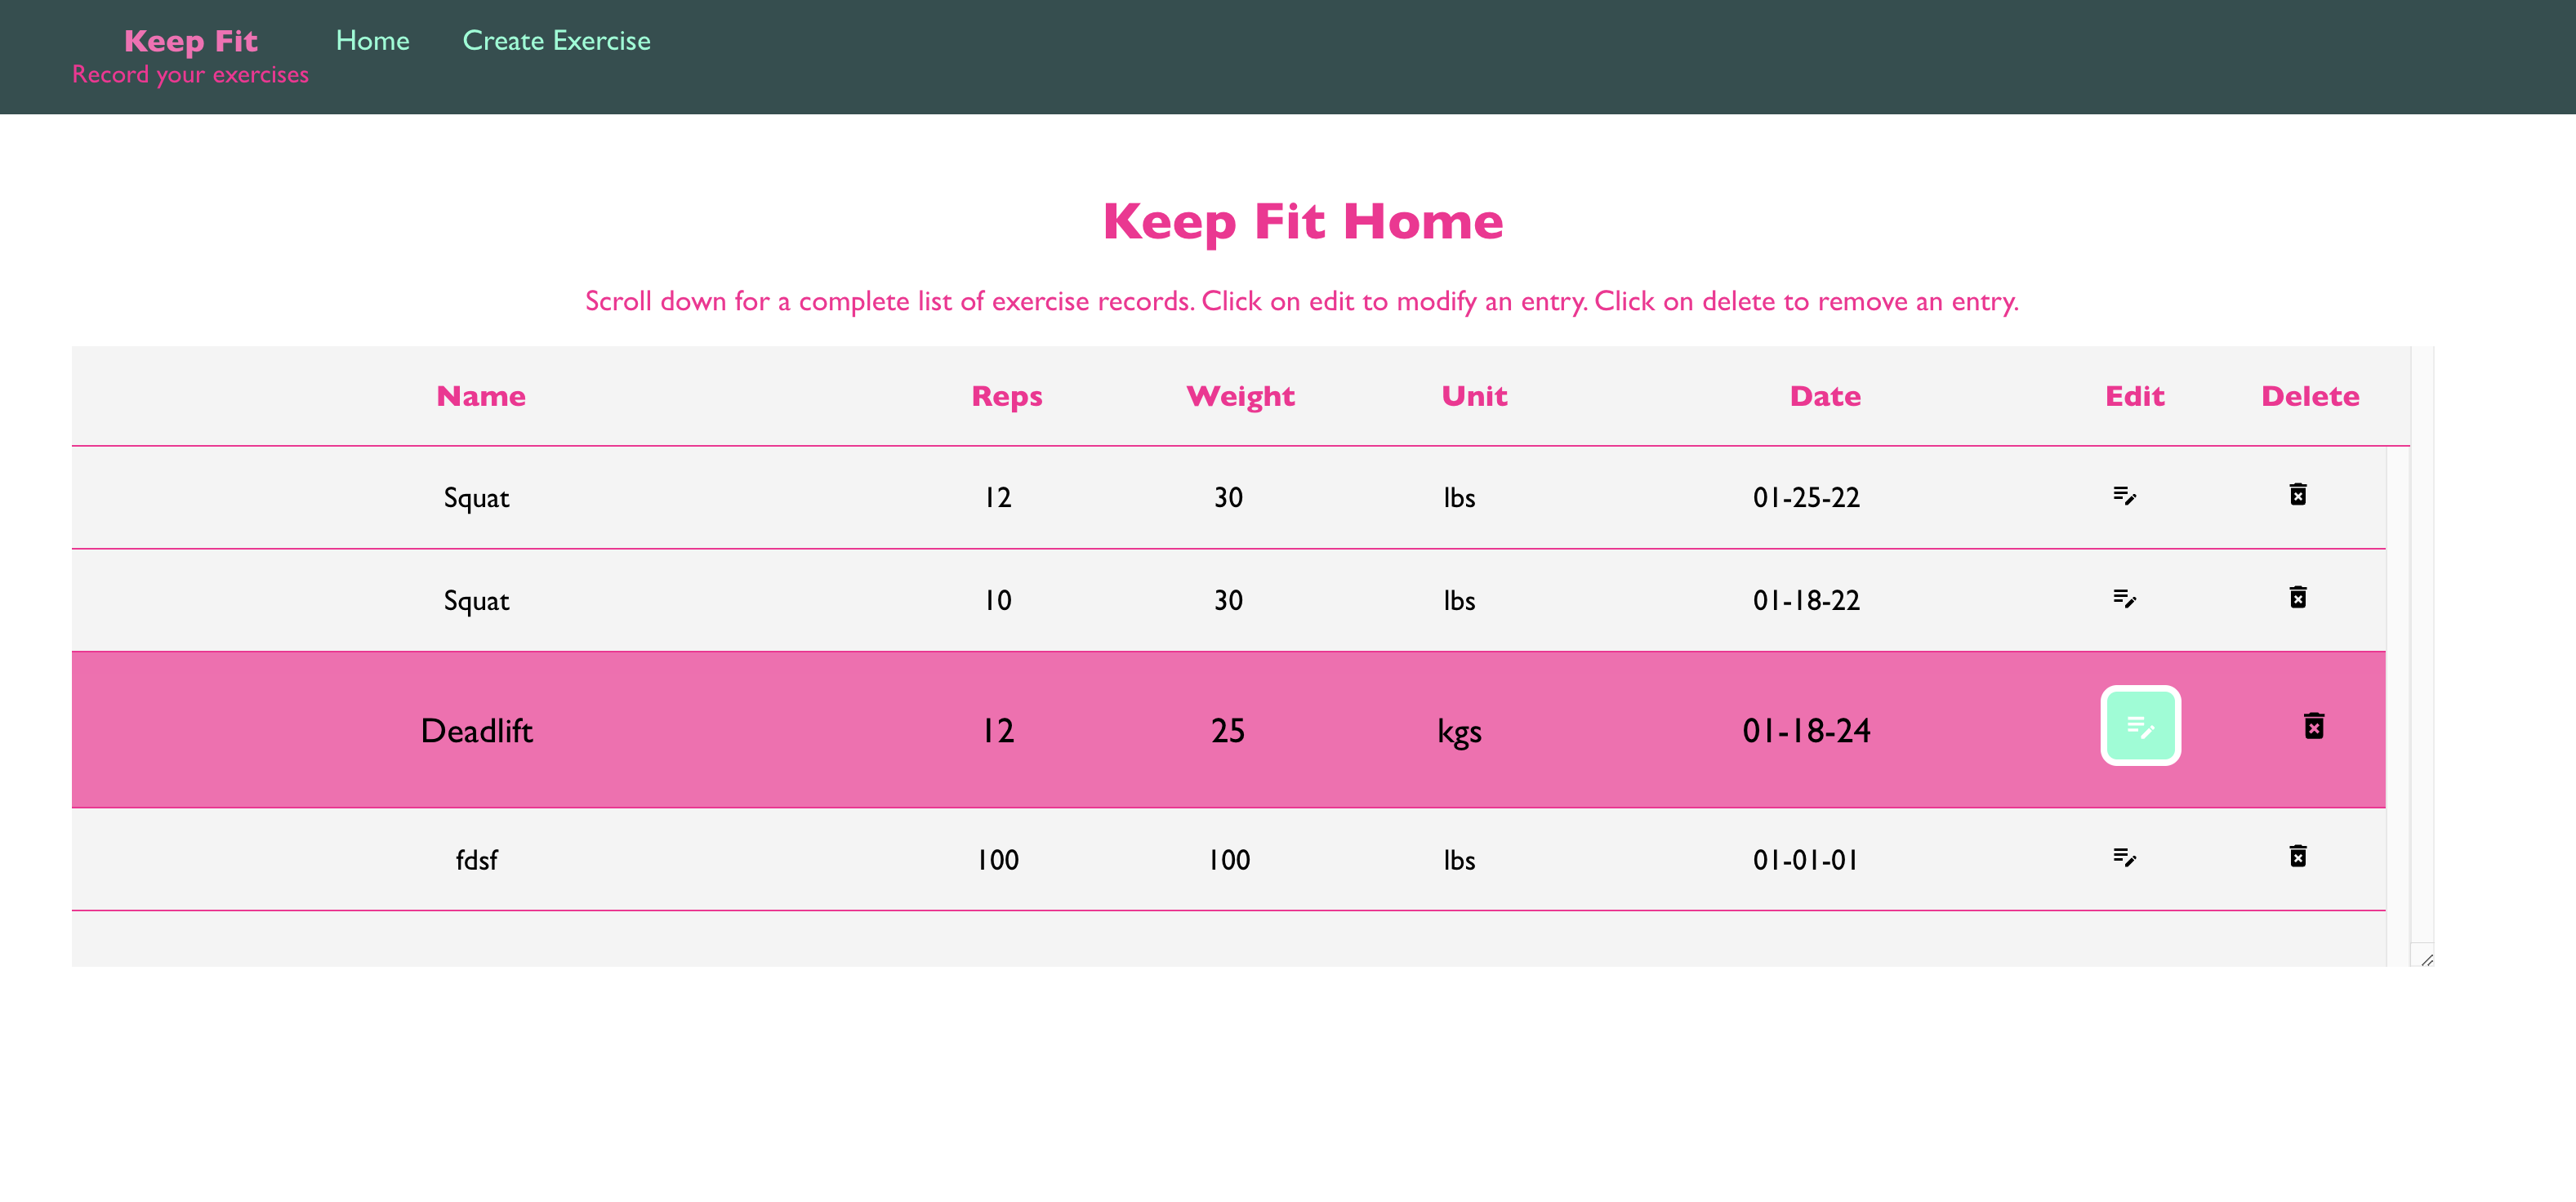 Keep Fit Home Create Exercise
Record your exercises
Keep Fit Home
Scroll down for a complete list of exercise records. Click on edit to modify an entry. Click on delete to remove an entry.
Name Reps Weight Unit Date Edit Delete
Squat 12 30 lbs 01-25-22
Squat 10 30 lbs 01-18-22
Deadlift 12 25 kgs 01-18-24
fdsf 100 100 lbs 01-01-01